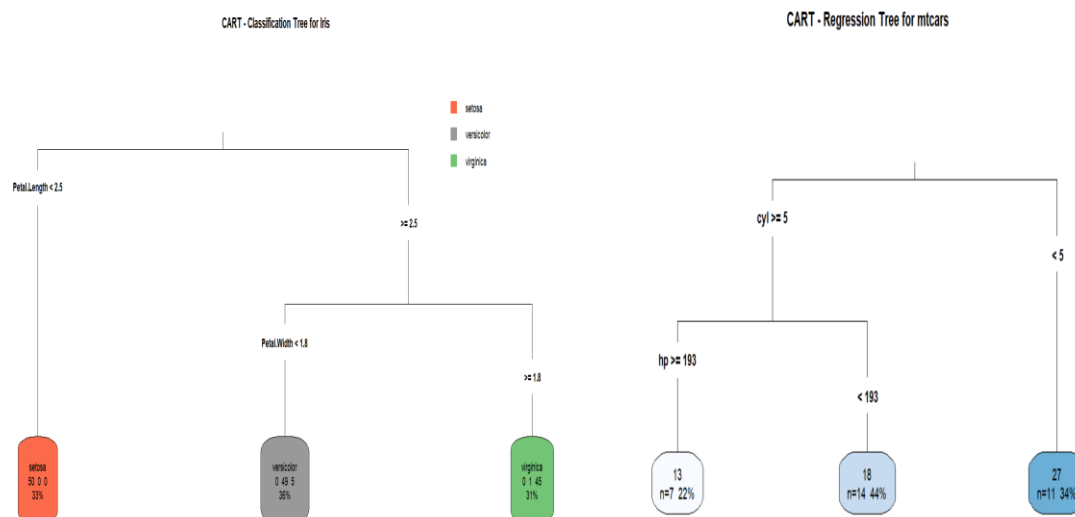 CART - Classification Tree for Iris
setosa
versicolor
virginica
Petal.Length < 2.5
>= 2.5
Petal.Width < 1.8
>= 1.8
setosa
50 0 0
33%
versicolor
0 49 5
36%
virginica
0 1 45
31%
CART - Regression Tree for mtcars
cyl >= 5
< 5
hp >= 193
< 193
13
n=7 22%
18
n=14 44%
27
n=11 34%